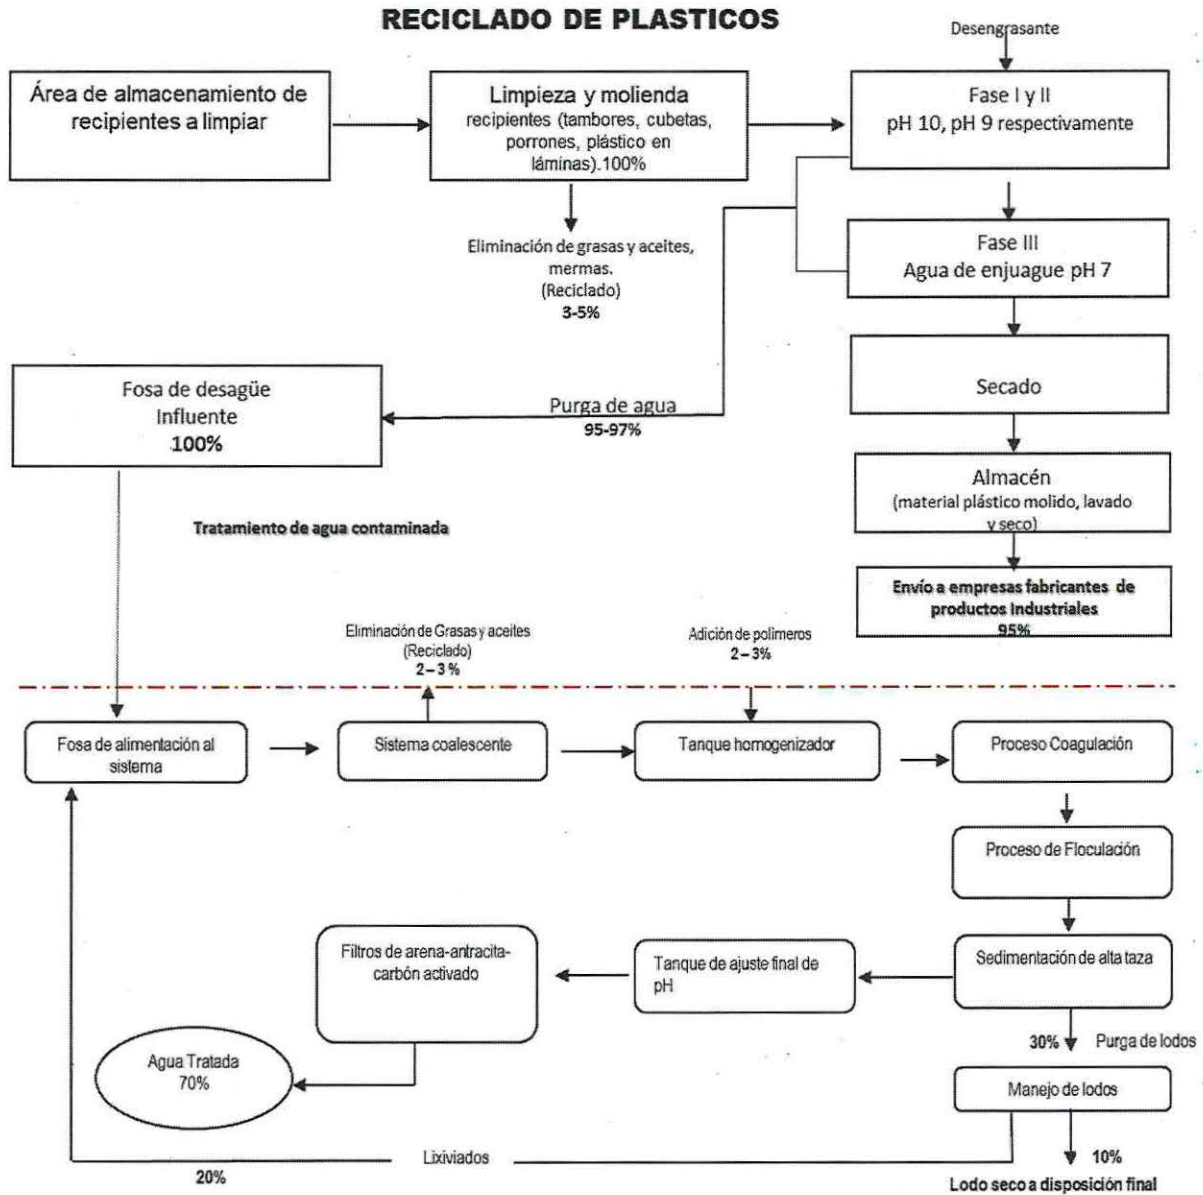 RECICLADO DE PLASTICOS
Desengrasante
Área de almacenamiento de
recipientes a limpiar
Limpieza y molienda
recipientes (tambores, cubetas,
porrones, plástico en
láminas).100%
Fase I y II
pH 10, pH 9 respectivamente
Eliminación de grasas y aceites,
mermas.
(Reciclado)
3-5%
Fase III
Agua de enjuague pH 7
Secado
Fosa de desagüe
Influente
100%
Purga de agua
95-97%
Almacén
(material plástico molido, lavado
y seco)
Tratamiento de agua contaminada
Envío a empresas fabricantes de
productos Industriales
95%
Eliminación de Grasas y aceites
(Reciclado)
2-3%
Adición de polímeros
2-3%
Fosa de alimentación al
sistema
Sistema coalescente
Tanque homogenizador
Proceso Coagulación
Proceso de Floculación
Sedimentación de alta taza
Tanque de ajuste final de
pH
Filtros de arena-antracita-
carbón activado
30% Purga de lodos
Agua Tratada
70%
Manejo de lodos
Lixiviados
20%
10%
Lodo seco a disposición final